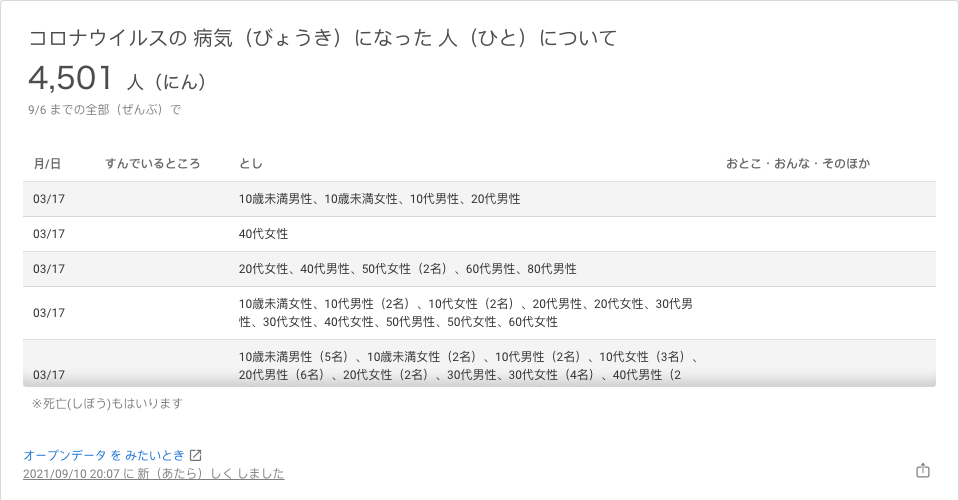 コロナウイルスの 病気（びょうき）になった 人（ひと）について
4,501 人（にん）
9/6 までの全部（ぜんぶ）で
月/日 すんでいるところ とし おとこ・おんな・そのほか
03/17 10歳未満男性、10歳未満女性、10代男性、20代男性
03/17 40代女性
03/17 20代女性、40代男性、50代女性（2名）、60代男性、80代男性
03/17 10歳未満女性、10代男性（2名）、10代女性（2名）、20代男性、20代女性、30代男
性、30代女性、40代女性、50代男性、50代女性、60代女性
03/17 10歳未満男性（5名）、10歳未満女性（2名）、10代男性（2名）、10代女性（3名）、
20代男性（6名）、20代女性（2名）、30代男性、30代女性（4名）、40代男性（2
※死亡(しぼう)もはいります
オープンデータ を みたいとき
2021/09/10 20:07 に 新（あたら）しく しました